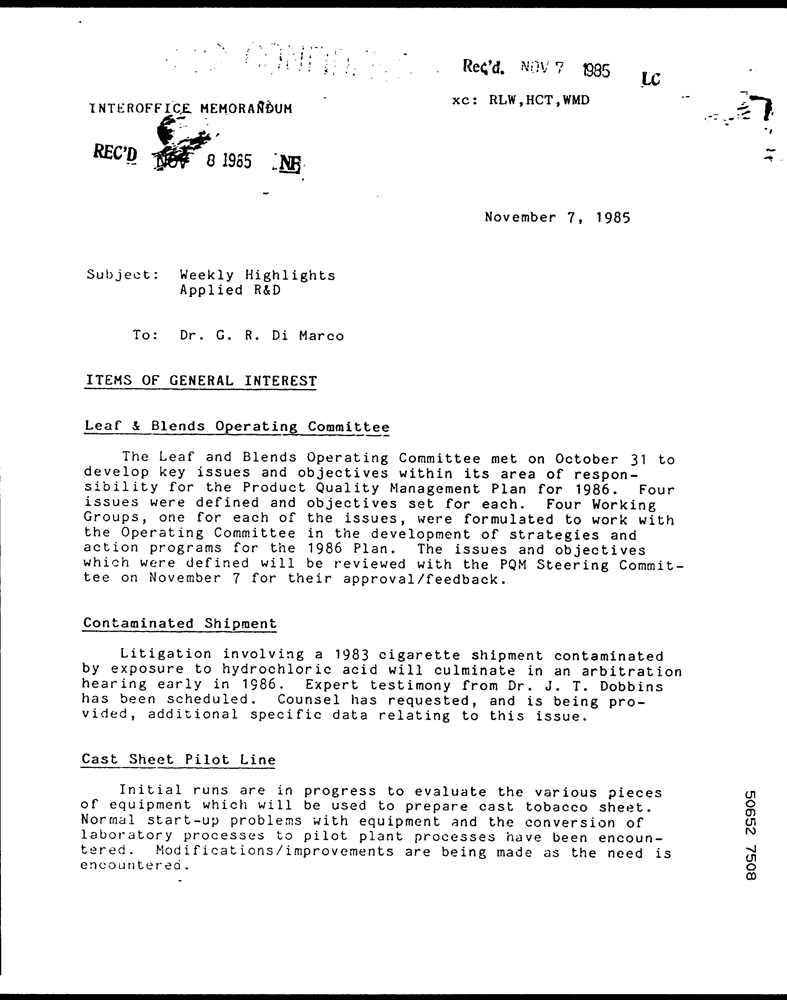 Rec'd. NOV 7 1985 LC
xc: RLW,HCT,WMD
INTEROFFICE MEMORANDUM
REC'D NOV 8 1985 NE
November 7, 1985
Subject: Weekly Highlights
Applied R&D
To: Dr. G. R. Di Marco
ITEMS OF GENERAL INTEREST
Leaf & Blends Operating Committee
The Leaf and Blends Operating Committee met on October 31 to
develop key issues and objectives within its area of respon-
sibility for the Product Quality Management Plan for 1986. Four
issues were defined and objectives set for each. Four Working
Groups, one for each of the issues, were formulated to work with
the Operating Committee in the development of strategies and
action programs for the 1986 Plan. The issues and objectives
which were defined will be reviewed with the PQM Steering Commit-
tee on November 7 for their approval/feedback.
Contaminated Shipment
Litigation involving a 1983 cigarette shipment contaminated
by exposure to hydrochloric acid will culminate in an arbitration
hearing early in 1986. Expert testimony from Dr. J. T. Dobbins
has been scheduled. Counsel has requested, and is being pro-
vided, additional specific data relating to this issue.
Cast Sheet Pilot Line
Initial runs are in progress to evaluate the various pieces
of equipment which will be used to prepare cast tobacco sheet.
Normal start-up problems with equipment and the conversion of
laboratory processes to pilot plant processes have been encoun-
tered. Modifications/improvements are being made as the need is
encountered.
50652 7508